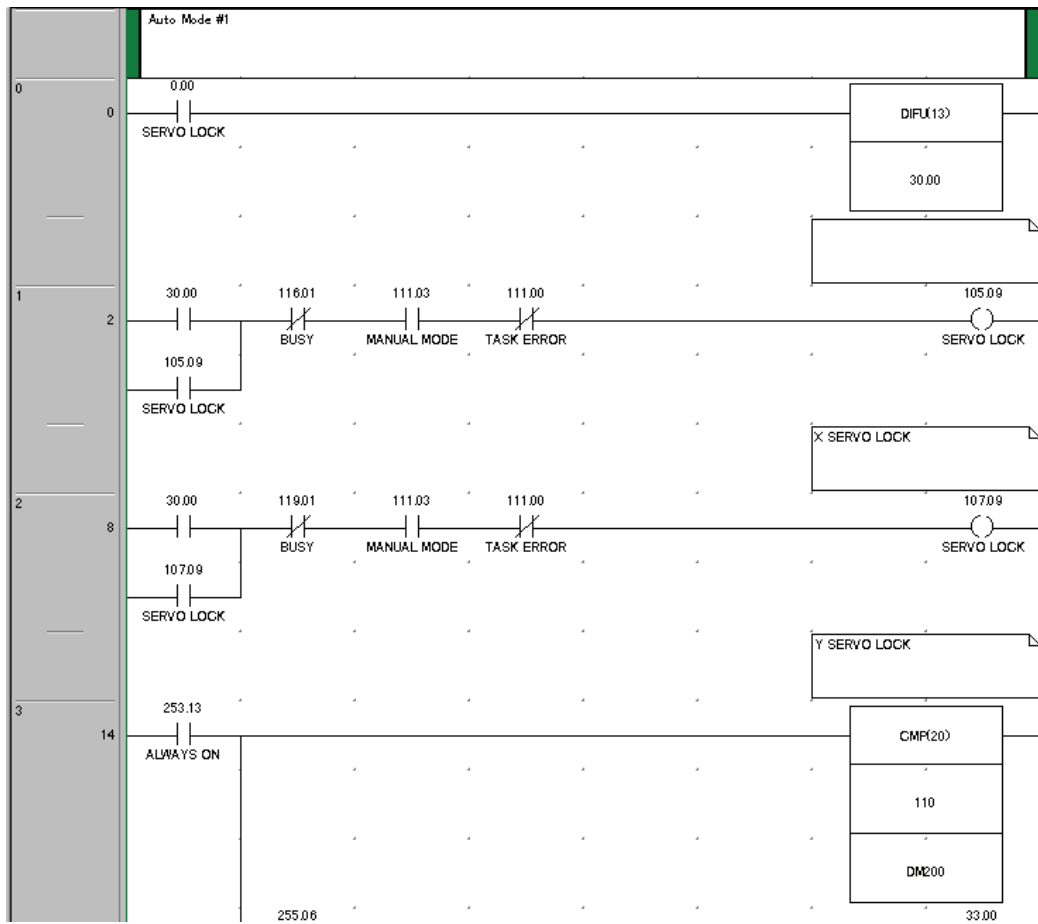 Auto Mode #1
0
0.00
0
SERVO LOCK
DIFU(13)
30.00
1
30.00 116.01 111.03 111.00 105.09
2
BUSY MANUAL MODE TASK ERROR SERVO LOCK
105.09
SERVO LOCK
X SERVO LOCK
2
30.00 119.01 111.03 111.00 107.09
8
BUSY MANUAL MODE TASK ERROR SERVO LOCK
107.09
SERVO LOCK
Y SERVO LOCK
3
253.13
14
ALWAYS ON
CMP(20)
110
DM200
255.06 33.00